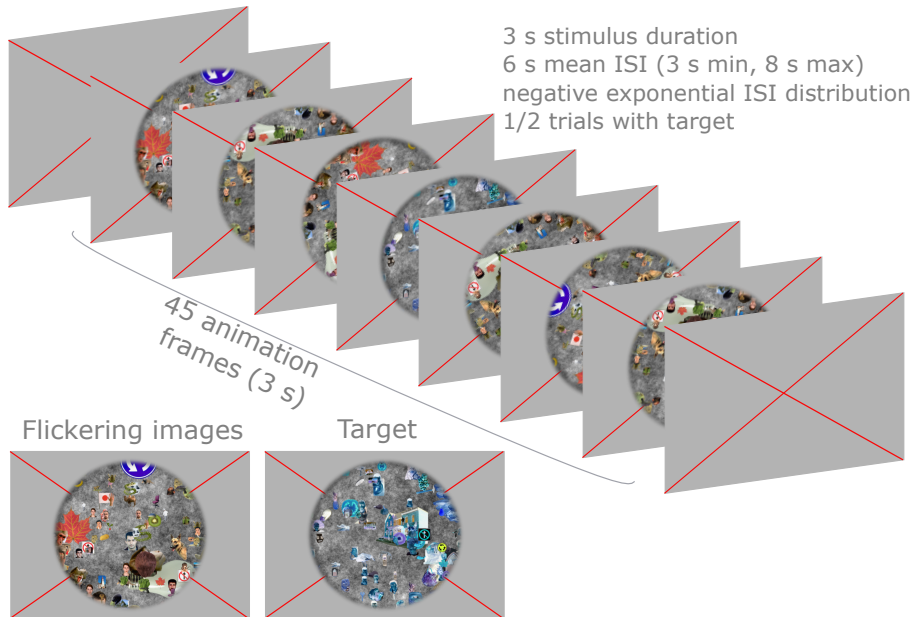 3 s stimulus duration
6 s mean ISI (3 s min, 8 s max)
negative exponential ISI distribution
1/2 trials with target
45 animation
frames (3 s)
Flickering images
Target